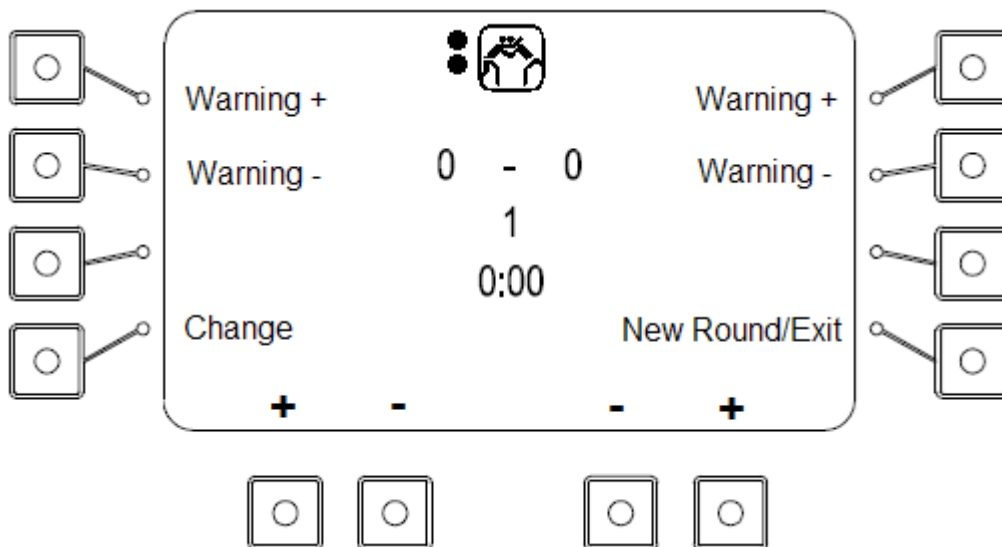 Warning + Warning +
Warning - 0 - 0 Warning -
1
0:00
Change New Round/Exit
+ - - +